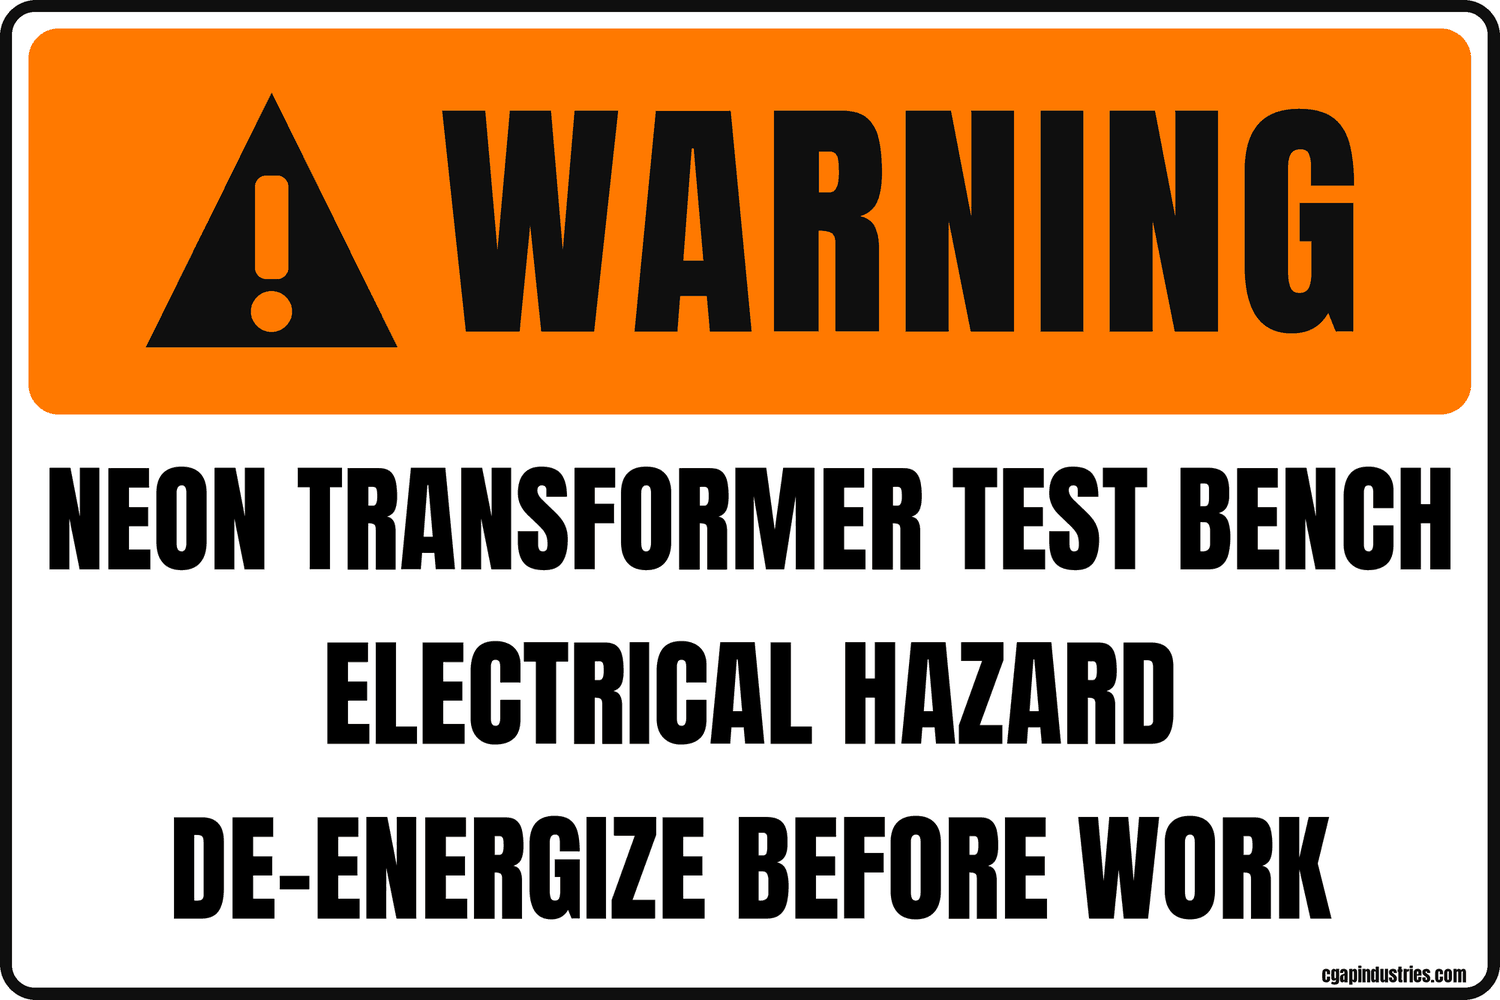 WARNING
NEON TRANSFORMER TEST BENCH
ELECTRICAL HAZARD
DE-ENERGIZE BEFORE WORK
cgapindustries.com